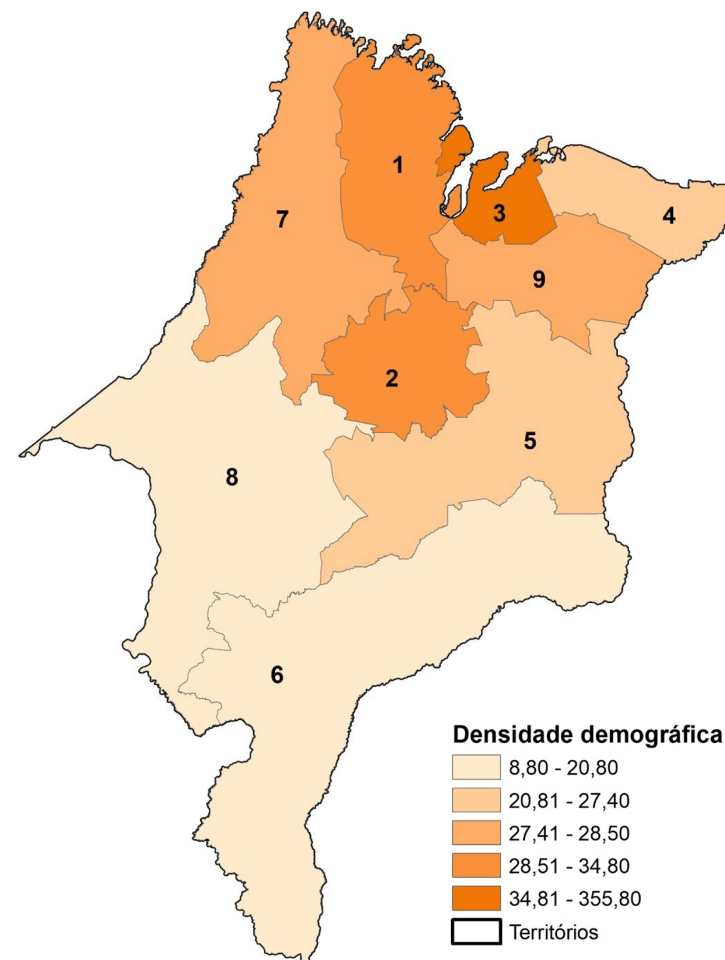 1
7
3
4
9
2
5
8
6
Densidade demográfica
8,80 - 20,80
20,81 - 27,40
27,41 - 28,50
28,51 - 34,80
34,81 - 355,80
Territórios